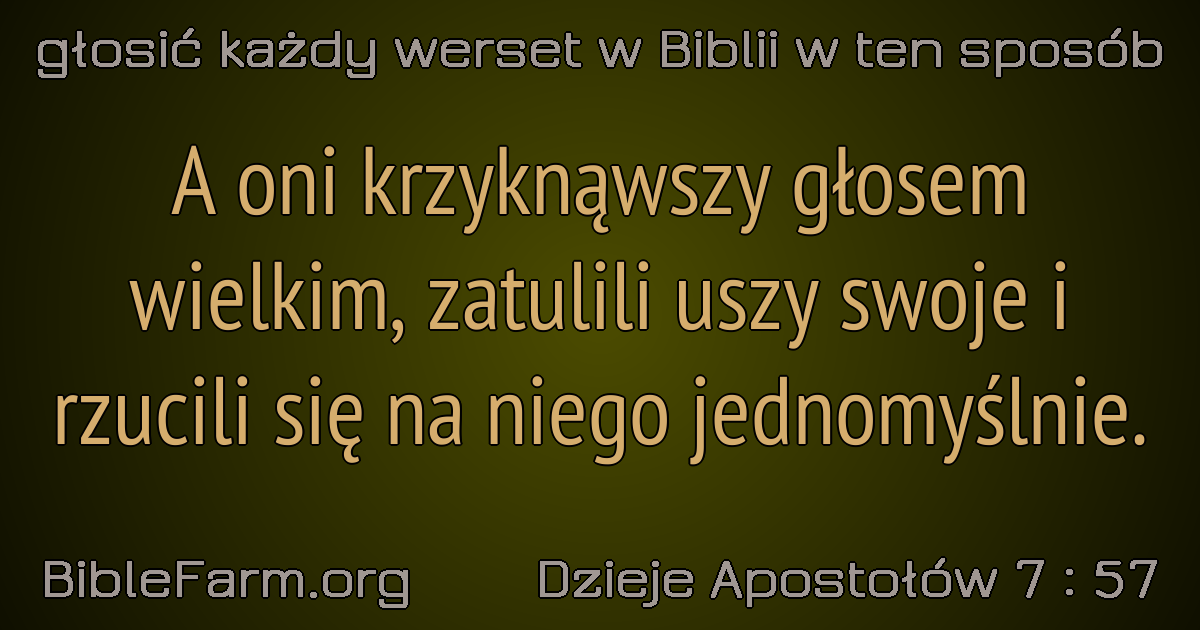 głosić każdy werset w Biblii w ten sposób
A oni krzyknąwszy głosem
wielkim, zatulili uszy swoje i
rzucili się na niego jednomyślnie.
BibleFarm.org Dzieje Apostołów 7 : 57